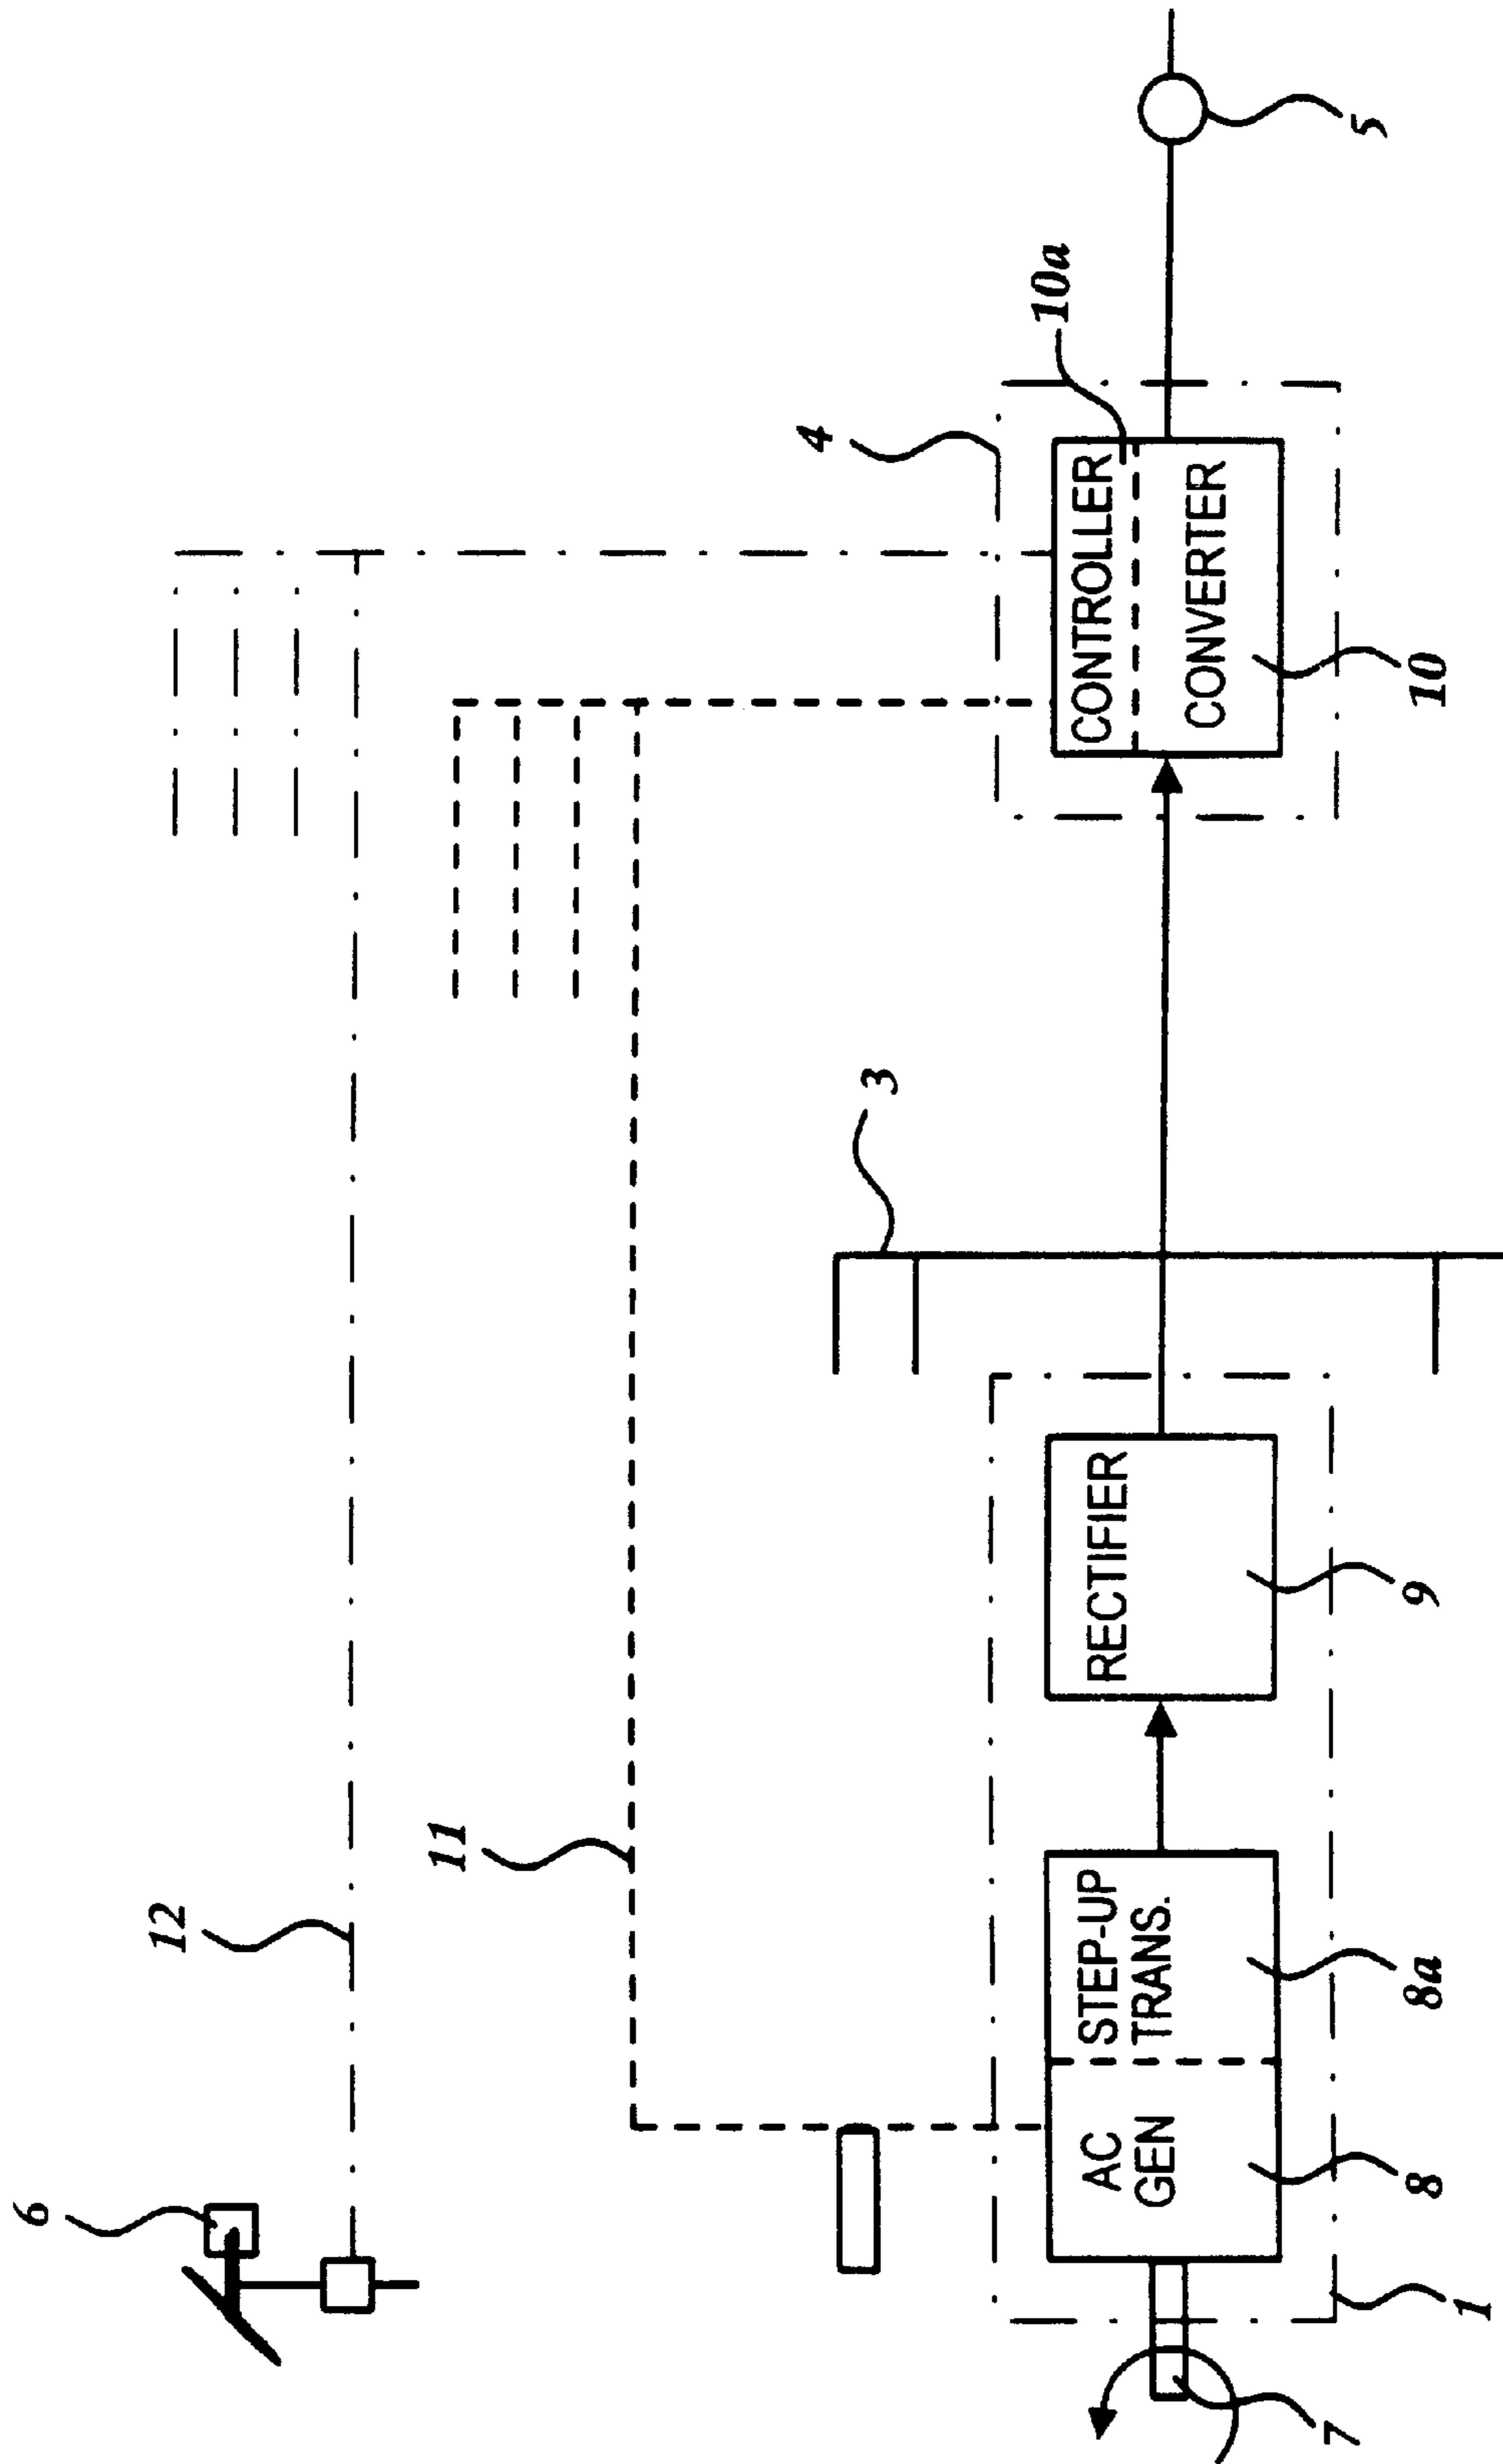 6
12
11
3
4
10a
5
7
1
AC
GEN
8
STEP-UP
TRANS.
8a
RECTIFIER
9
CONTROLLER
CONVERTER
10